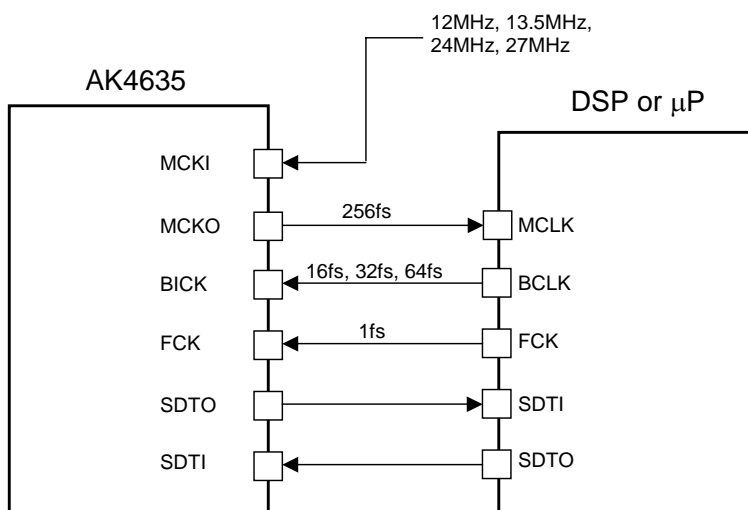 12MHz, 13.5MHz,
24MHz, 27MHz
AK4635
DSP or μP
MCKI
MCKO
256fs
MCLK
BICK
16fs, 32fs, 64fs
BCLK
FCK
1fs
FCK
SDTO
SDTI
SDTI
SDTO